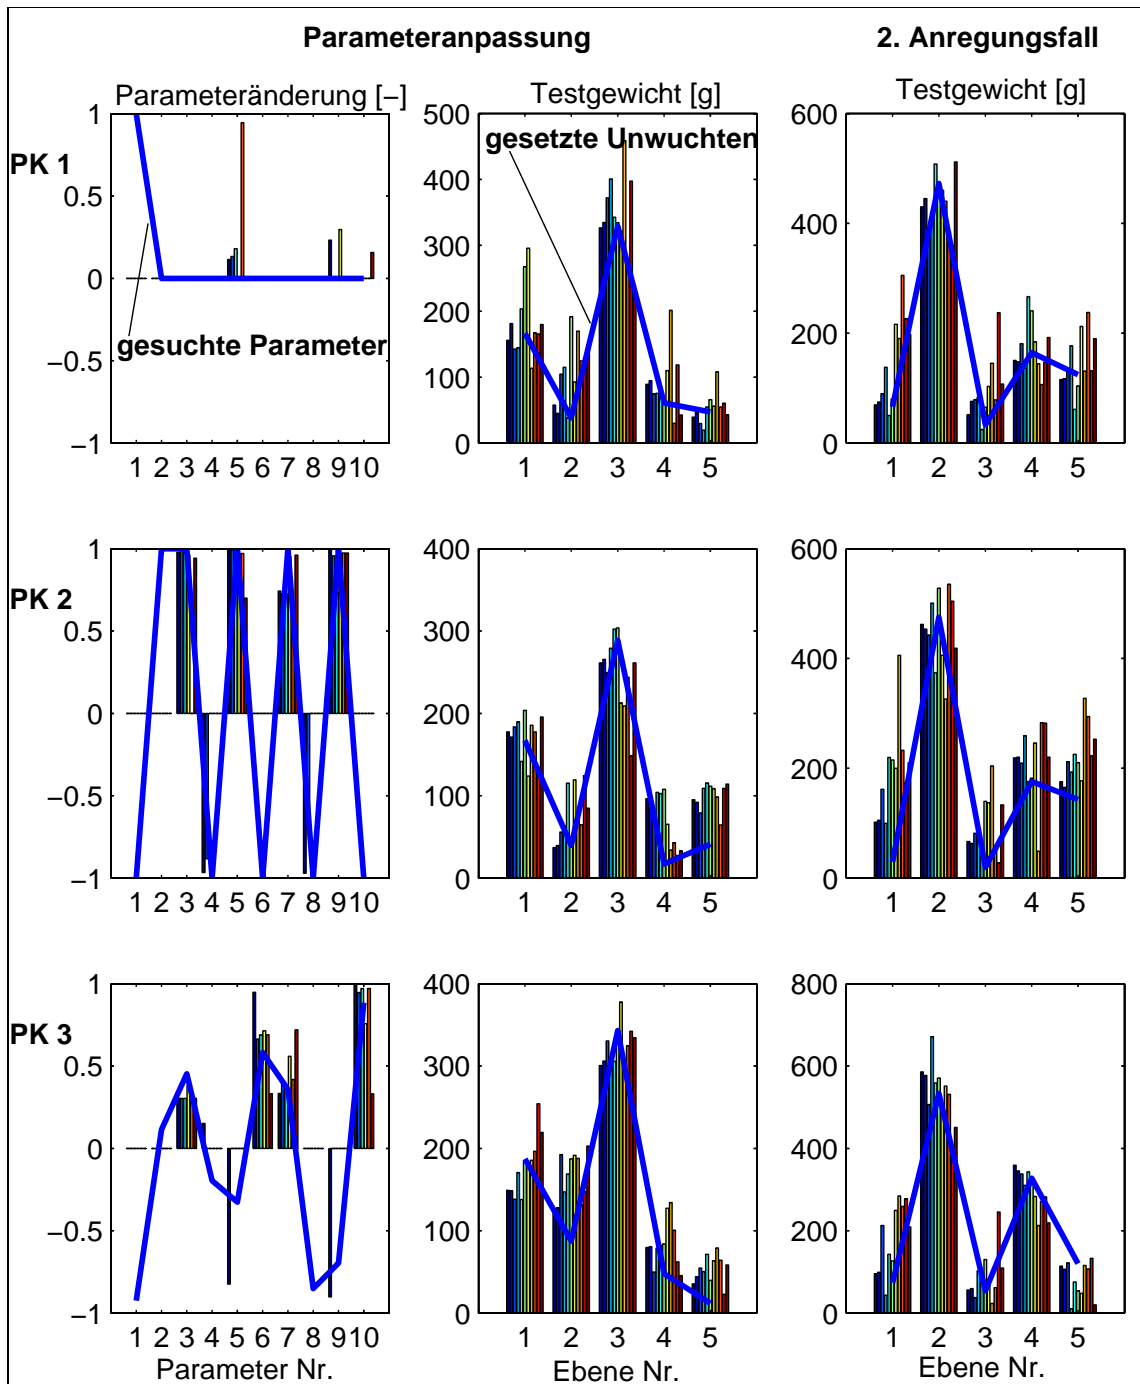 Parameteranpassung
2. Anregungsfall
Parameteränderung [−]
Testgewicht [g]
Testgewicht [g]
PK 1
1
0.5
0
−0.5
−1
1 2 3 4 5 6 7 8 9 10
gesuchte Parameter
500
400
300
200
100
0
1 2 3 4 5
gesetzte Unwuchten
600
400
200
0
1 2 3 4 5
PK 2
1
0.5
0
−0.5
−1
1 2 3 4 5 6 7 8 9 10
400
300
200
100
0
1 2 3 4 5
600
400
200
0
1 2 3 4 5
PK 3
1
0.5
0
−0.5
−1
1 2 3 4 5 6 7 8 9 10
Parameter Nr.
400
300
200
100
0
1 2 3 4 5
Ebene Nr.
800
600
400
200
0
1 2 3 4 5
Ebene Nr.